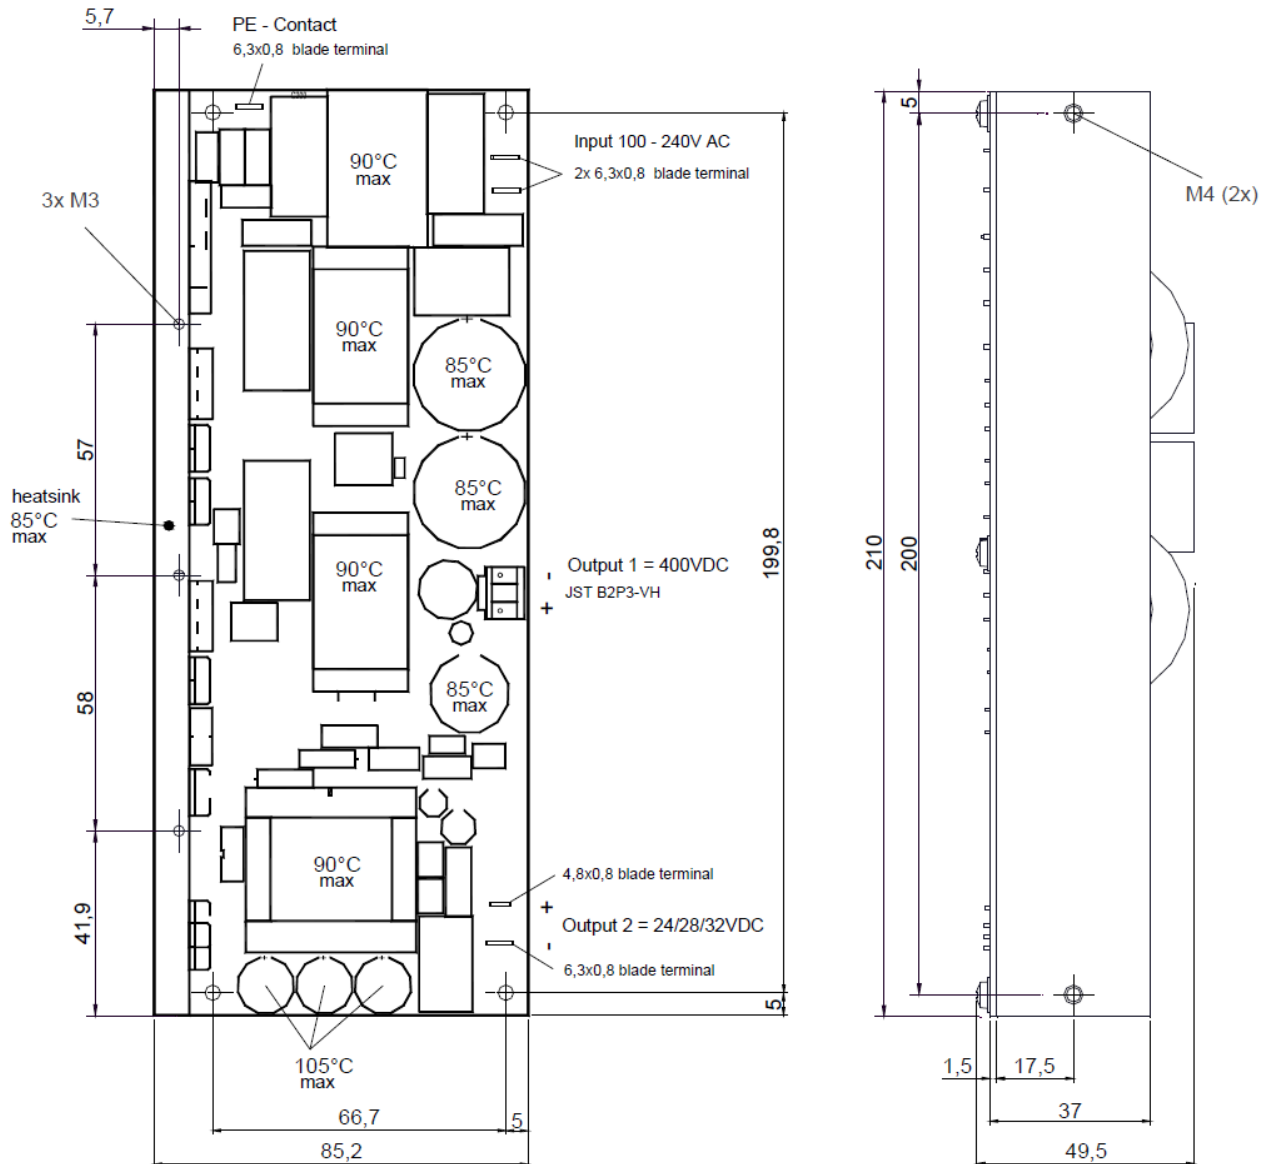 5,7
PE - Contact
6,3x0,8 blade terminal
Input 100 - 240V AC
2x 6,3x0,8 blade terminal
90°C
max
3x M3
90°C
max
85°C
max
57
85°C
max
heatsink
85°C
max
90°C
max
-
Output 1 = 400VDC
JST B2P3-VH
+
199,8
58
85°C
max
90°C
max
4,8x0,8 blade terminal
+
Output 2 = 24/28/32VDC
-
6,3x0,8 blade terminal
41,9
5
105°C
max
66,7
5
85,2
5
M4 (2x)
210
200
1,5
17,5
37
49,5